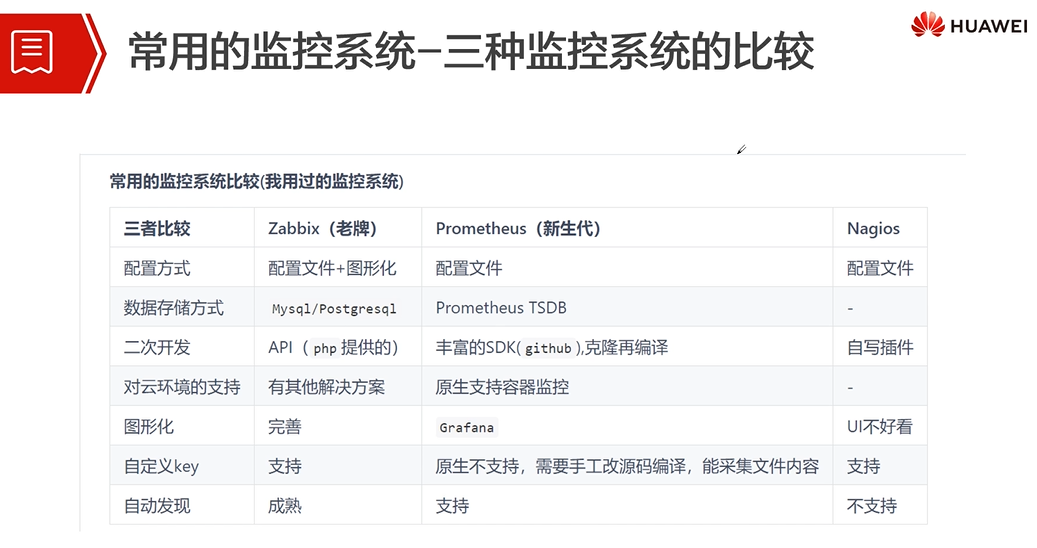 常用的监控系统–三种监控系统的比较
HUAWEI
常用的监控系统比较(我用过的监控系统)
三者比较 Zabbix（老牌） Prometheus（新生代） Nagios
配置方式 配置文件+图形化 配置文件 配置文件
数据存储方式 Mysql/Postgresql Prometheus TSDB -
二次开发 API（php提供的） 丰富的SDK(github),克隆再编译 自写插件
对云环境的支持 有其他解决方案 原生支持容器监控 -
图形化 完善 Grafana UI不好看
自定义key 支持 原生不支持，需要手工改源码编译，能采集文件内容 支持
自动发现 成熟 支持 不支持